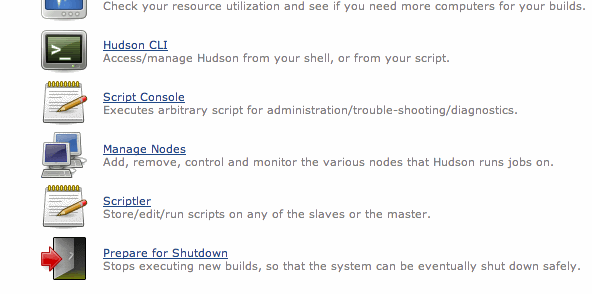 Check your resource utilization and see if you need more computers for your builds.
Hudson CLI
Access/manage Hudson from your shell, or from your script.
Script Console
Executes arbitrary script for administration/trouble-shooting/diagnostics.
Manage Nodes
Add, remove, control and monitor the various nodes that Hudson runs jobs on.
Scriptler
Store/edit/run scripts on any of the slaves or the master.
Prepare for Shutdown
Stops executing new builds, so that the system can be eventually shut down safely.